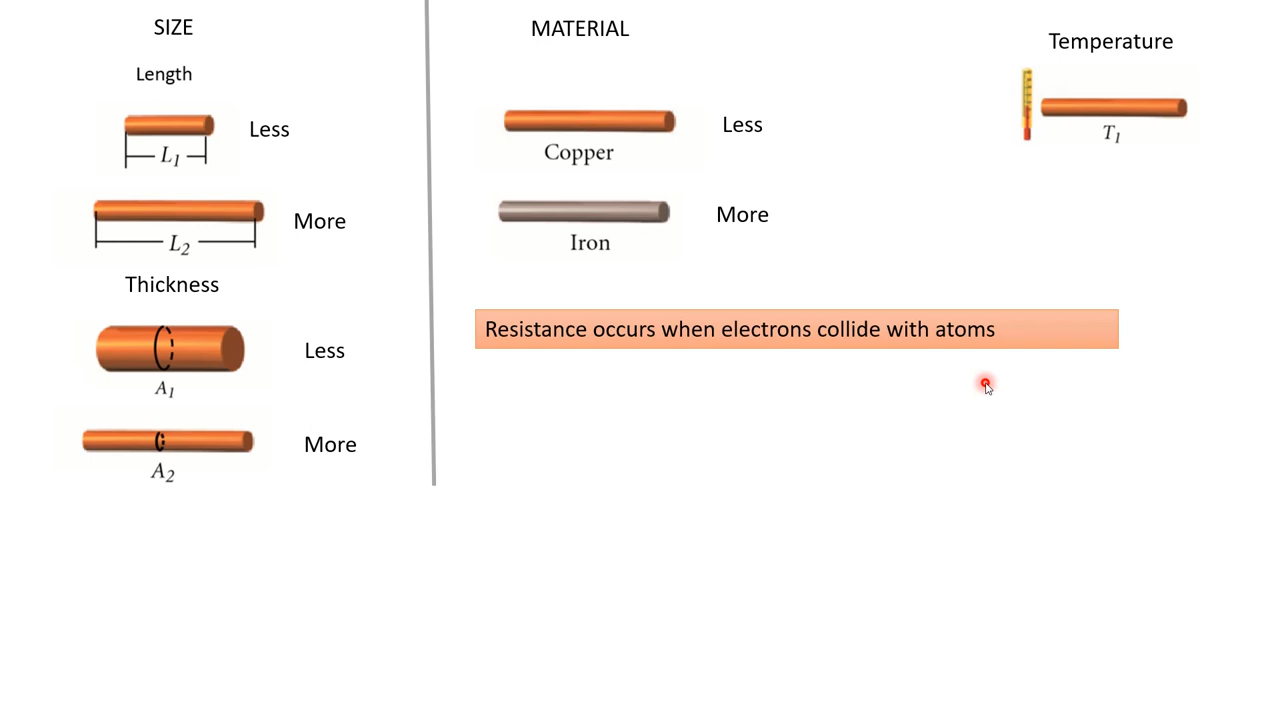 SIZE
Length
L1
Less
L2
More
Thickness
A1
Less
A2
More
MATERIAL
Copper
Less
Iron
More
Temperature
T1
Resistance occurs when electrons collide with atoms